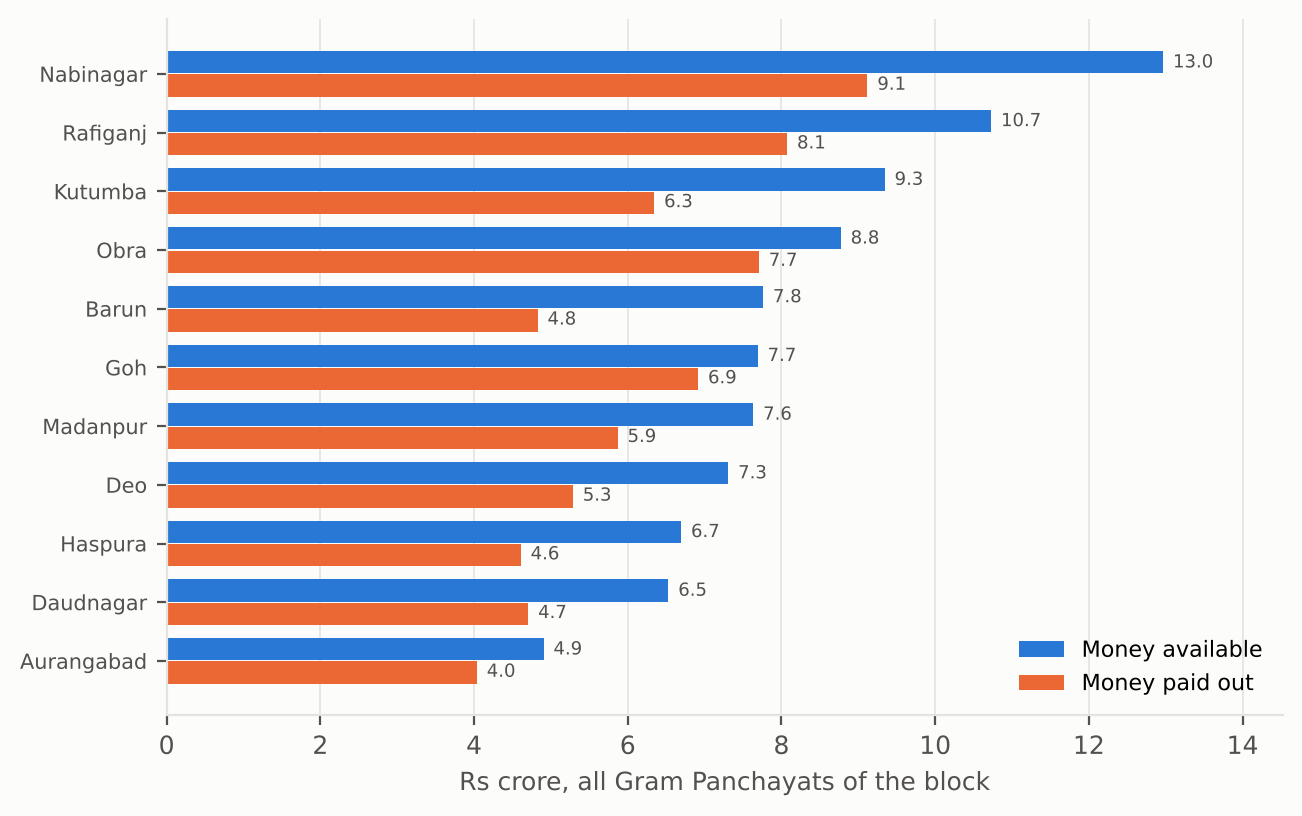 Nabinagar 13.0
9.1
Rafiganj 10.7
8.1
Kutumba 9.3
6.3
Obra 8.8
7.7
Barun 7.8
4.8
Goh 7.7
6.9
Madanpur 7.6
5.9
Deo 7.3
5.3
Haspura 6.7
4.6
Daudnagar 6.5
4.7
Aurangabad 4.9
4.0
Money available
Money paid out
0 2 4 6 8 10 12 14
Rs crore, all Gram Panchayats of the block